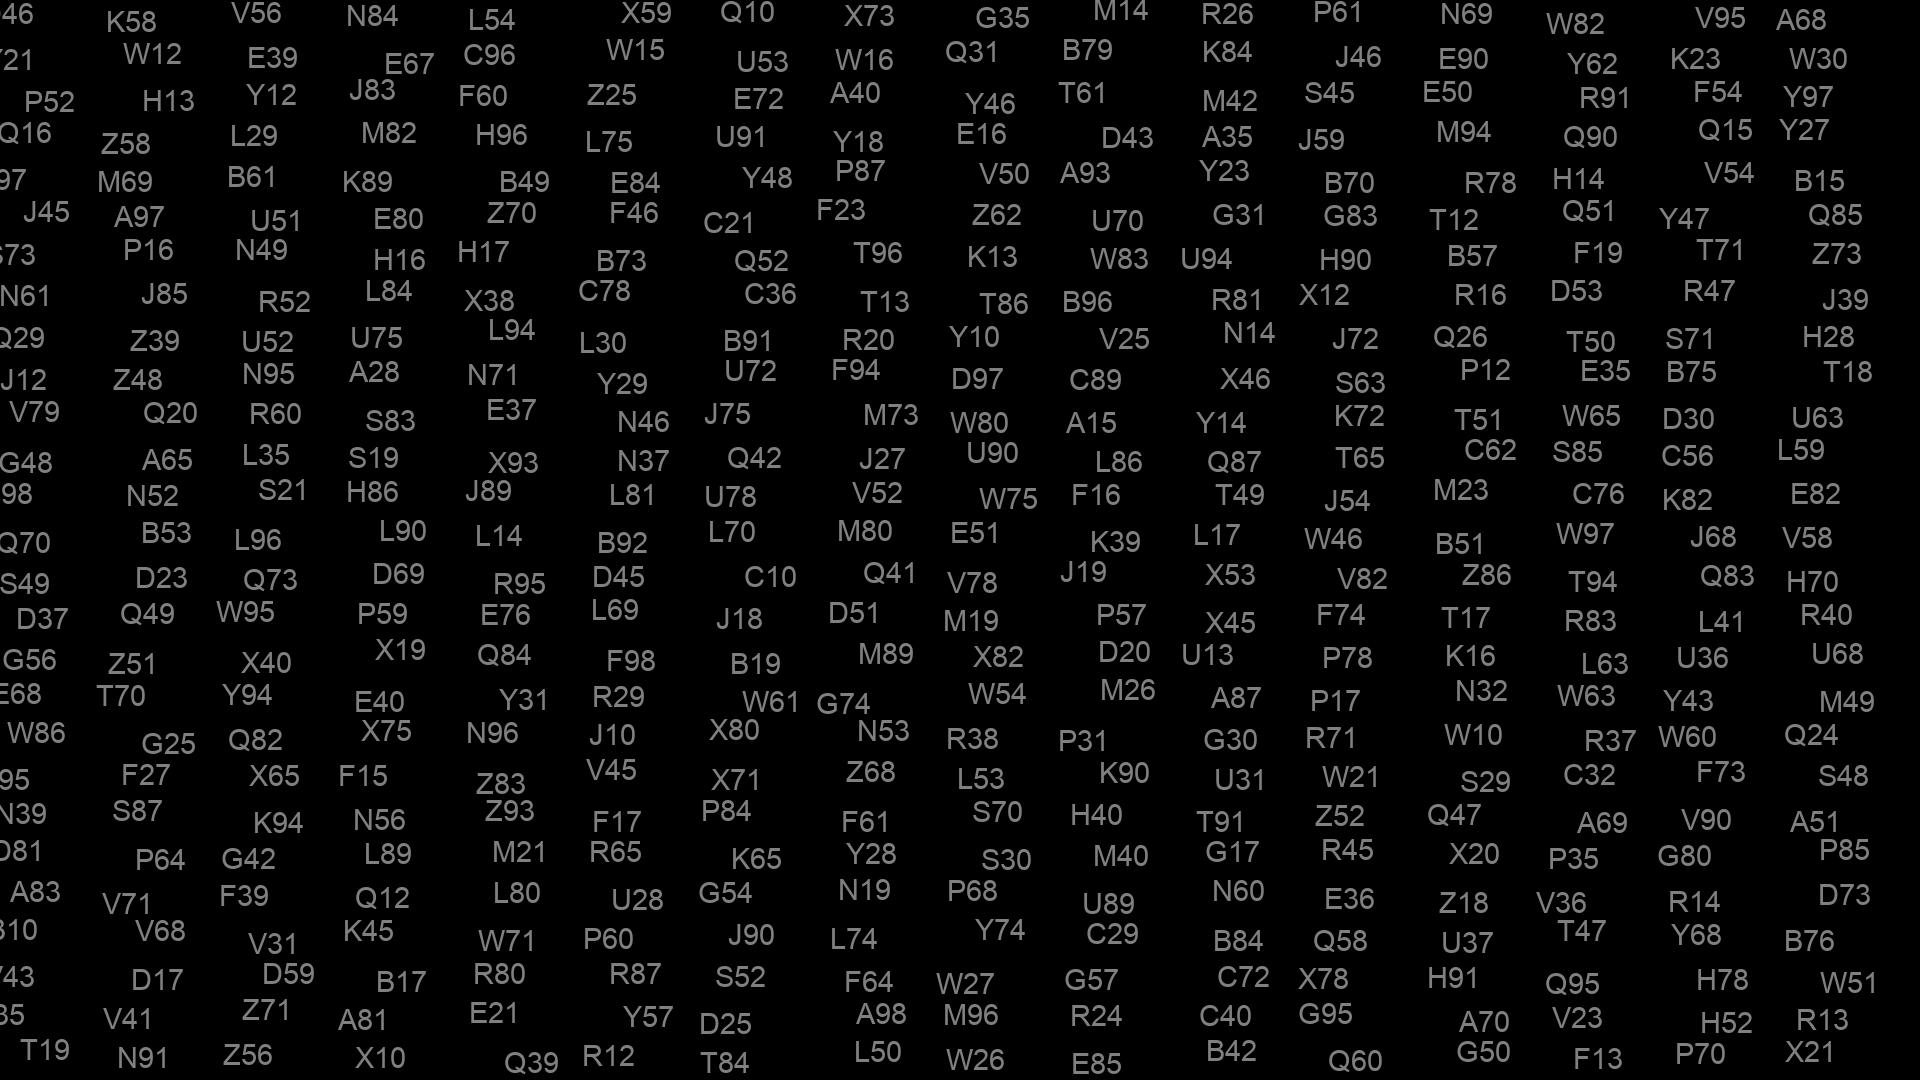 46 K58 V56 N84 L54 X59 Q10 X73 G35 M14 R26 P61 N69 W82 V95 A68
21 W12 E39 E67 C96 W15 U53 W16 Q31 B79 K84 J46 E90 Y62 K23 W30
P52 H13 Y12 J83 F60 Z25 E72 A40 Y46 T61 M42 S45 E50 R91 F54 Y97
Q16 Z58 L29 M82 H96 L75 U91 Y18 E16 D43 A35 J59 M94 Q90 Q15 Y27
97 M69 B61 K89 B49 E84 Y48 P87 V50 A93 Y23 B70 R78 H14 V54 B15
J45 A97 U51 E80 Z70 F46 C21 F23 Z62 U70 G31 G83 T12 Q51 Y47 Q85
S73 P16 N49 H16 H17 B73 Q52 T96 K13 W83 U94 H90 B57 F19 T71 Z73
N61 J85 R52 L84 X38 C78 C36 T13 T86 B96 R81 X12 R16 D53 R47 J39
Q29 Z39 U52 U75 L94 L30 B91 R20 Y10 V25 N14 J72 Q26 T50 S71 H28
J12 Z48 N95 A28 N71 Y29 U72 F94 D97 C89 X46 S63 P12 E35 B75 T18
V79 Q20 R60 S83 E37 N46 J75 M73 W80 A15 Y14 K72 T51 W65 D30 U63
G48 A65 L35 S19 X93 N37 Q42 J27 U90 L86 Q87 T65 C62 S85 C56 L59
98 N52 S21 H86 J89 L81 U78 V52 W75 F16 T49 J54 M23 C76 K82 E82
Q70 B53 L96 L90 L14 B92 L70 M80 E51 K39 L17 W46 B51 W97 J68 V58
S49 D23 Q73 D69 R95 D45 C10 Q41 V78 J19 X53 V82 Z86 T94 Q83 H70
D37 Q49 W95 P59 E76 L69 J18 D51 M19 P57 X45 F74 T17 R83 L41 R40
G56 Z51 X40 X19 Q84 F98 B19 M89 X82 D20 U13 P78 K16 L63 U36 U68
E68 T70 Y94 E40 Y31 R29 W61 G74 W54 M26 A87 P17 N32 W63 Y43 M49
W86 G25 Q82 X75 N96 J10 X80 N53 R38 P31 G30 R71 W10 R37 W60 Q24
95 F27 X65 F15 Z83 V45 X71 Z68 L53 K90 U31 W21 S29 C32 F73 S48
N39 S87 K94 N56 Z93 F17 P84 F61 S70 H40 T91 Z52 Q47 A69 V90 A51
81 P64 G42 L89 M21 R65 K65 Y28 S30 M40 G17 R45 X20 P35 G80 P85
A83 V71 F39 Q12 L80 U28 G54 N19 P68 U89 N60 E36 Z18 V36 R14 D73
10 V68 V31 K45 W71 P60 J90 L74 Y74 C29 B84 Q58 U37 T47 Y68 B76
43 D17 D59 B17 R80 R87 S52 F64 W27 G57 C72 X78 H91 Q95 H78 W51
35 V41 Z71 A81 E21 Y57 D25 A98 M96 R24 C40 G95 A70 V23 H52 R13
T19 N91 Z56 X10 Q39 R12 T84 L50 W26 E85 B42 Q60 G50 F13 P70 X21